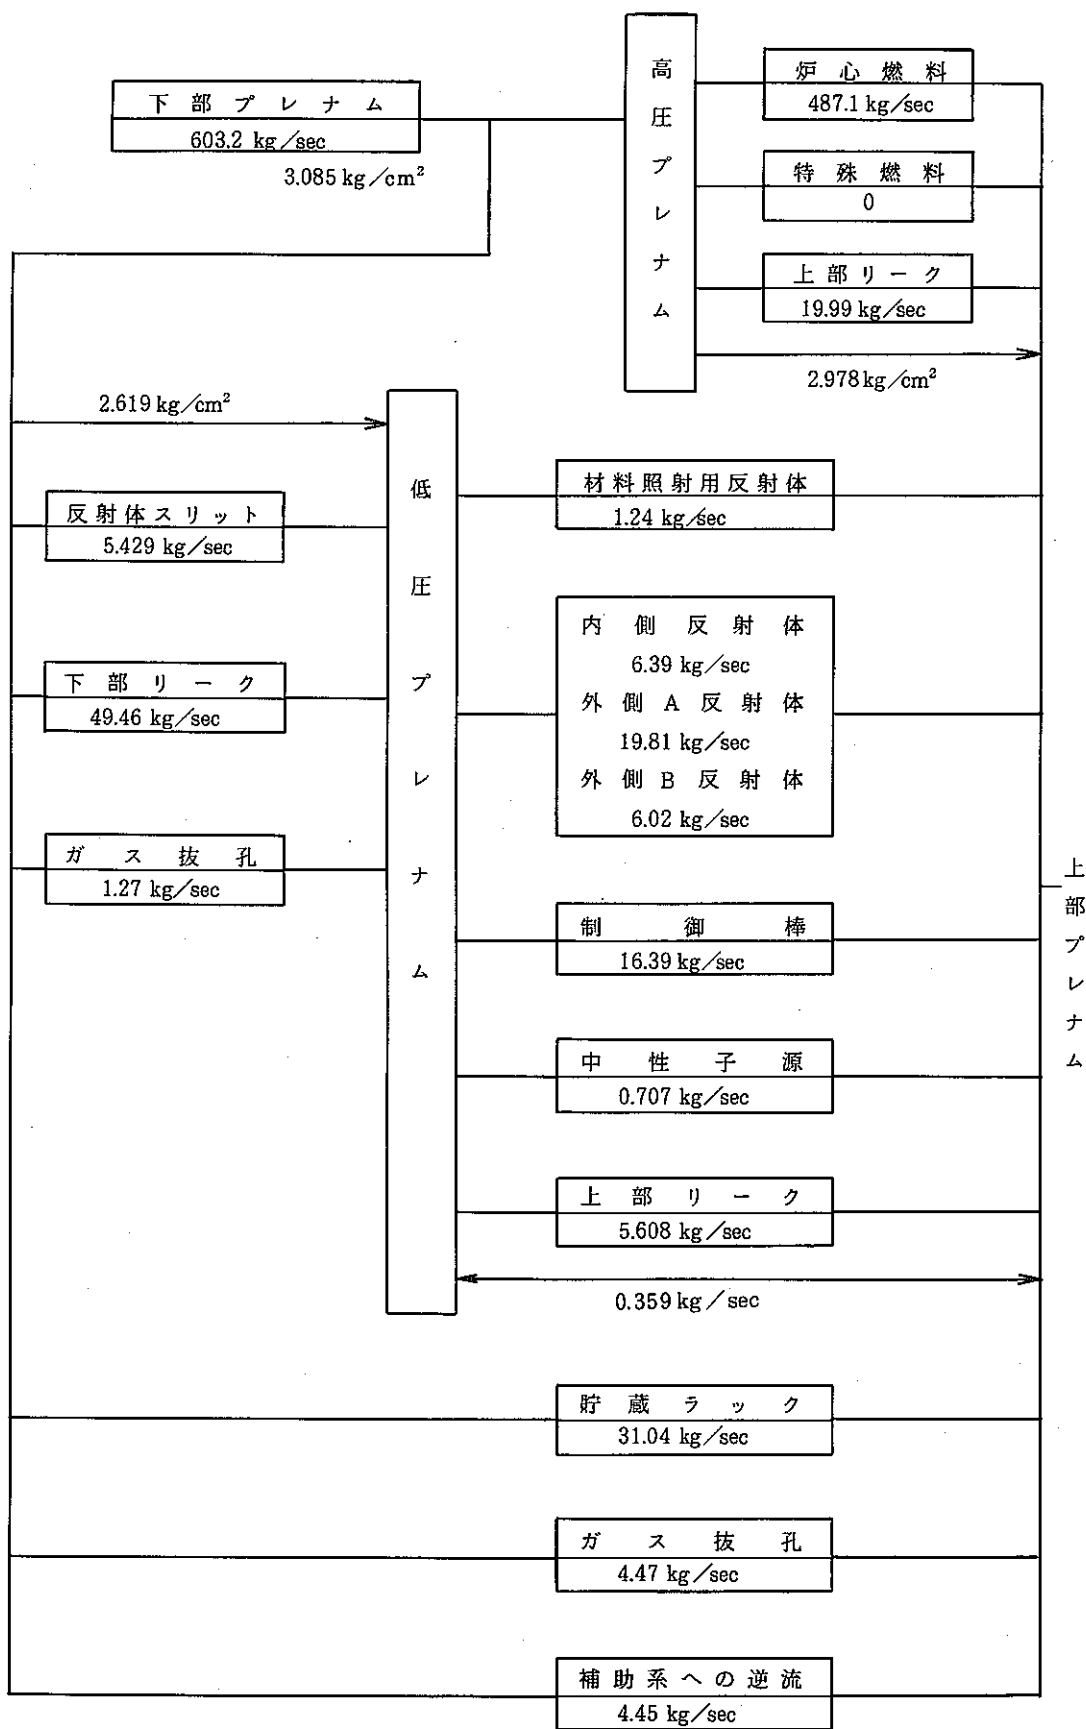 下部プレナム
603.2 kg/sec
3.085 kg/cm²
高圧プレナム
炉心燃料
487.1 kg/sec
特殊燃料
0
上部リーク
19.99 kg/sec
2.978 kg/cm²
2.619 kg/cm²
反射体スリット
5.429 kg/sec
下部リーク
49.46 kg/sec
ガス抜孔
1.27 kg/sec
低圧プレナム
材料照射用反射体
1.24 kg/sec
内側反射体
6.39 kg/sec
外側A反射体
19.81 kg/sec
外側B反射体
6.02 kg/sec
制御棒
16.39 kg/sec
中性子源
0.707 kg/sec
上部リーク
5.608 kg/sec
0.359 kg/sec
上部プレナム
貯蔵ラック
31.04 kg/sec
ガス抜孔
4.47 kg/sec
補助系への逆流
4.45 kg/sec